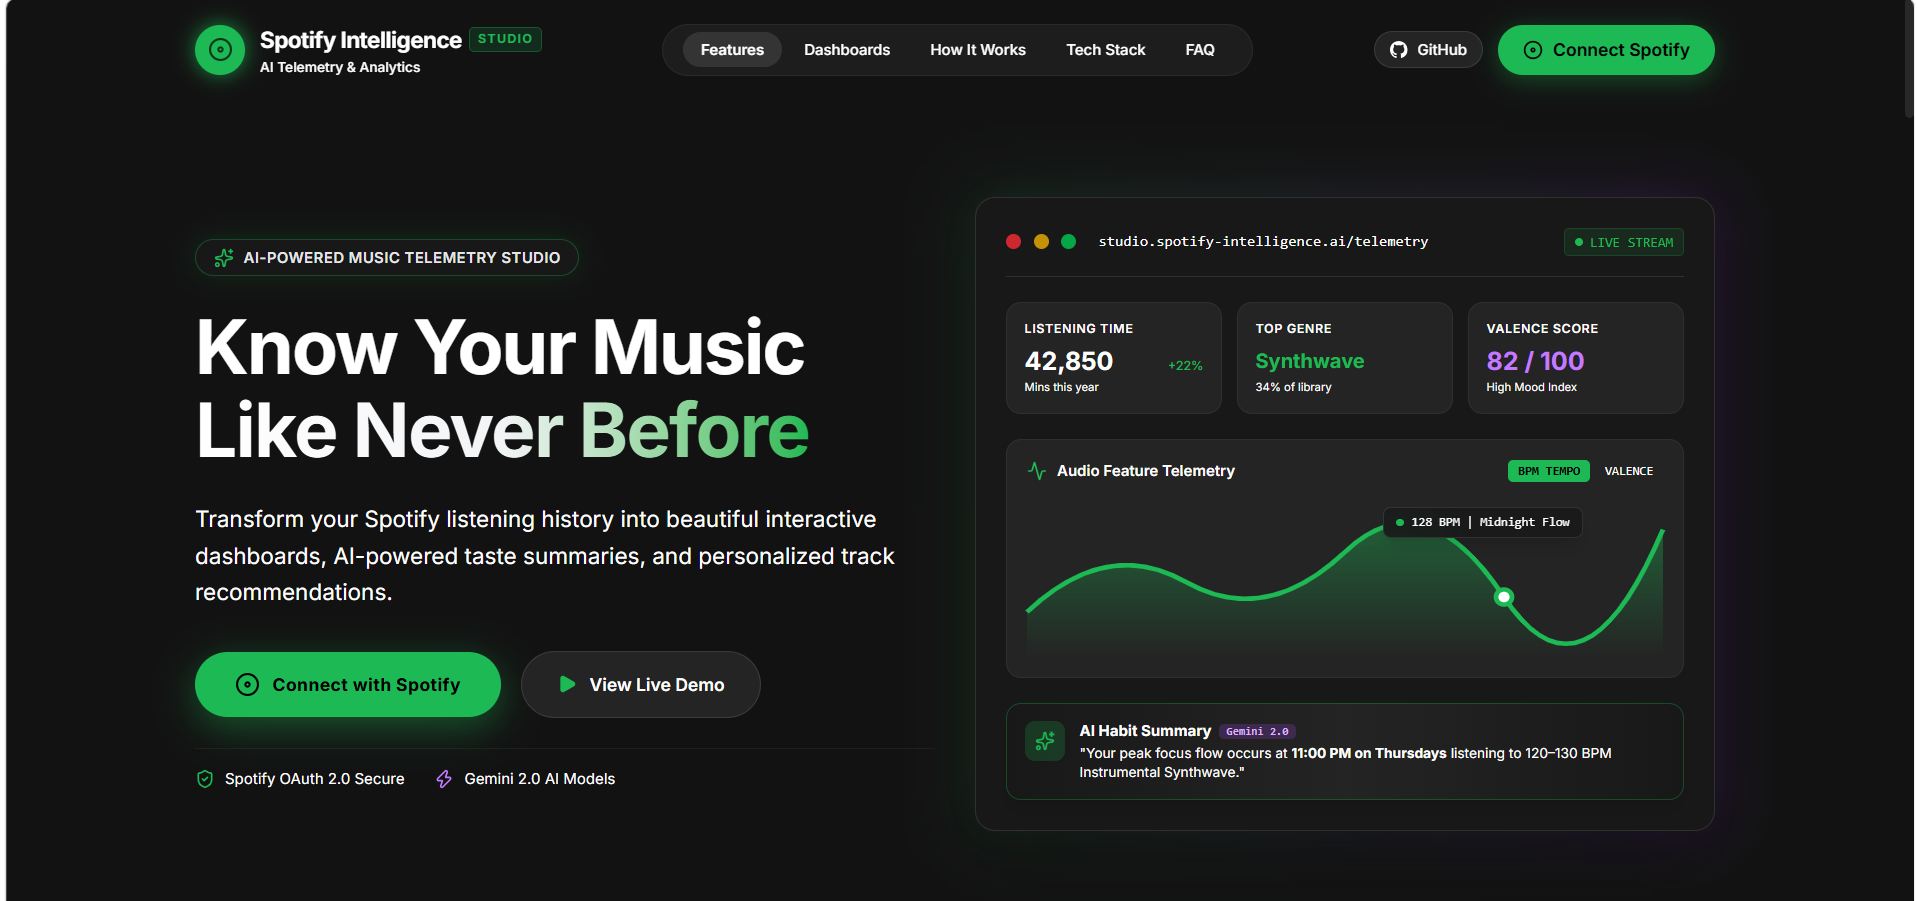 Spotify Intelligence STUDIO
AI Telemetry & Analytics
Features Dashboards How It Works Tech Stack FAQ
GitHub
Connect Spotify
AI-POWERED MUSIC TELEMETRY STUDIO
Know Your Music
Like Never Before
Transform your Spotify listening history into beautiful interactive
dashboards, AI-powered taste summaries, and personalized track
recommendations.
Connect with Spotify
View Live Demo
Spotify OAuth 2.0 Secure
Gemini 2.0 AI Models
studio.spotify-intelligence.ai/telemetry
LIVE STREAM
LISTENING TIME
42,850 +22%
Mins this year
TOP GENRE
Synthwave
34% of library
VALENCE SCORE
82 / 100
High Mood Index
Audio Feature Telemetry
BPM TEMPO VALENCE
128 BPM | Midnight Flow
AI Habit Summary Gemini 2.0
"Your peak focus flow occurs at 11:00 PM on Thursdays listening to 120–130 BPM
Instrumental Synthwave."